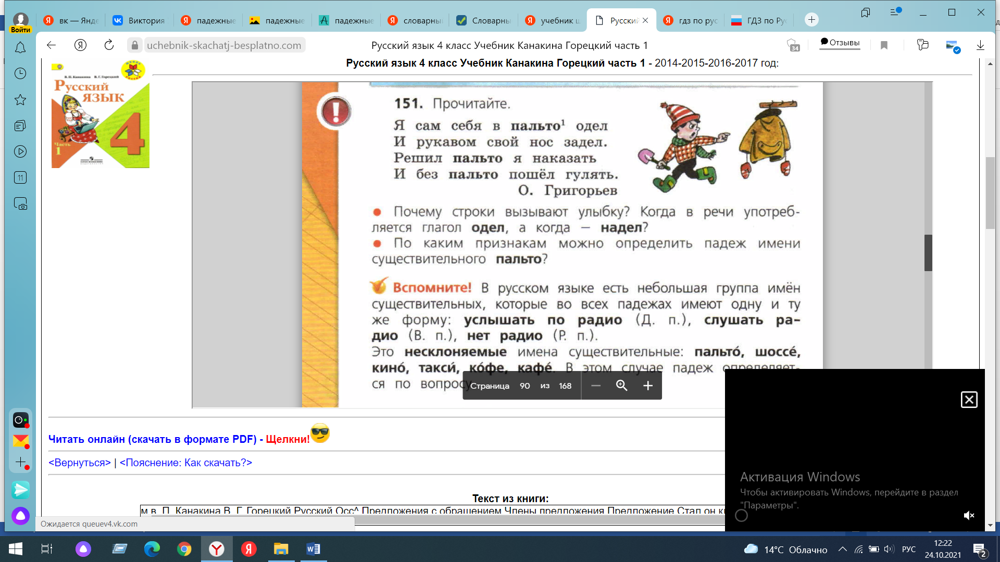 Войти
вк — Янде
Виктория
падежные
падежные
падежные
словарны
Словарны
учебник ш
Русский
гдз по рус
ГДЗ по Ру
uchebnik-skachatj-besplatno.com
Русский язык 4 класс Учебник Канакина Горецкий часть 1
34
Отзывы
11
В. П. Канакина В. Г. Горецкий
Русский
язык
4
Часть
1
ПРОСВЕЩЕНИЕ
Русский язык 4 класс Учебник Канакина Горецкий часть 1 - 2014-2015-2016-2017 год:
!
151. Прочитайте.
Я сам себя в пальто¹ одел
И рукавом свой нос задел.
Решил пальто я наказать
И без пальто пошёл гулять.
О. Григорьев
● Почему строки вызывают улыбку? Когда в речи употреб-
ляется глагол одел, а когда — надел?
● По каким признакам можно определить падеж имени
существительного пальто?
Вспомните! В русском языке есть небольшая группа имён
существительных, которые во всех падежах имеют одну и ту
же форму: услышать по радио (Д. п.), слушать ра-
дио (В. п.), нет радио (Р. п.).
Это несклоняемые имена существительные: пальто́, шоссе́,
кино́, такси́, ко́фе, кафе́. В этом случае падеж определяет-
ся по вопросу
Страница 90 из 168
Читать онлайн (скачать в формате PDF) - Щелкни!
<Вернуться> | <Пояснение: Как скачать?>
Текст из книги:
м в. П. Канакина В. Г. Горецкий Русский Осс^ Предложения с обращением Члены предложения Предложение Стал он к
Активация Windows
Чтобы активировать Windows, перейдите в раздел
"Параметры".
Ожидается queuev4.vk.com
14°C Облачно
РУС
12:22
24.10.2021
2